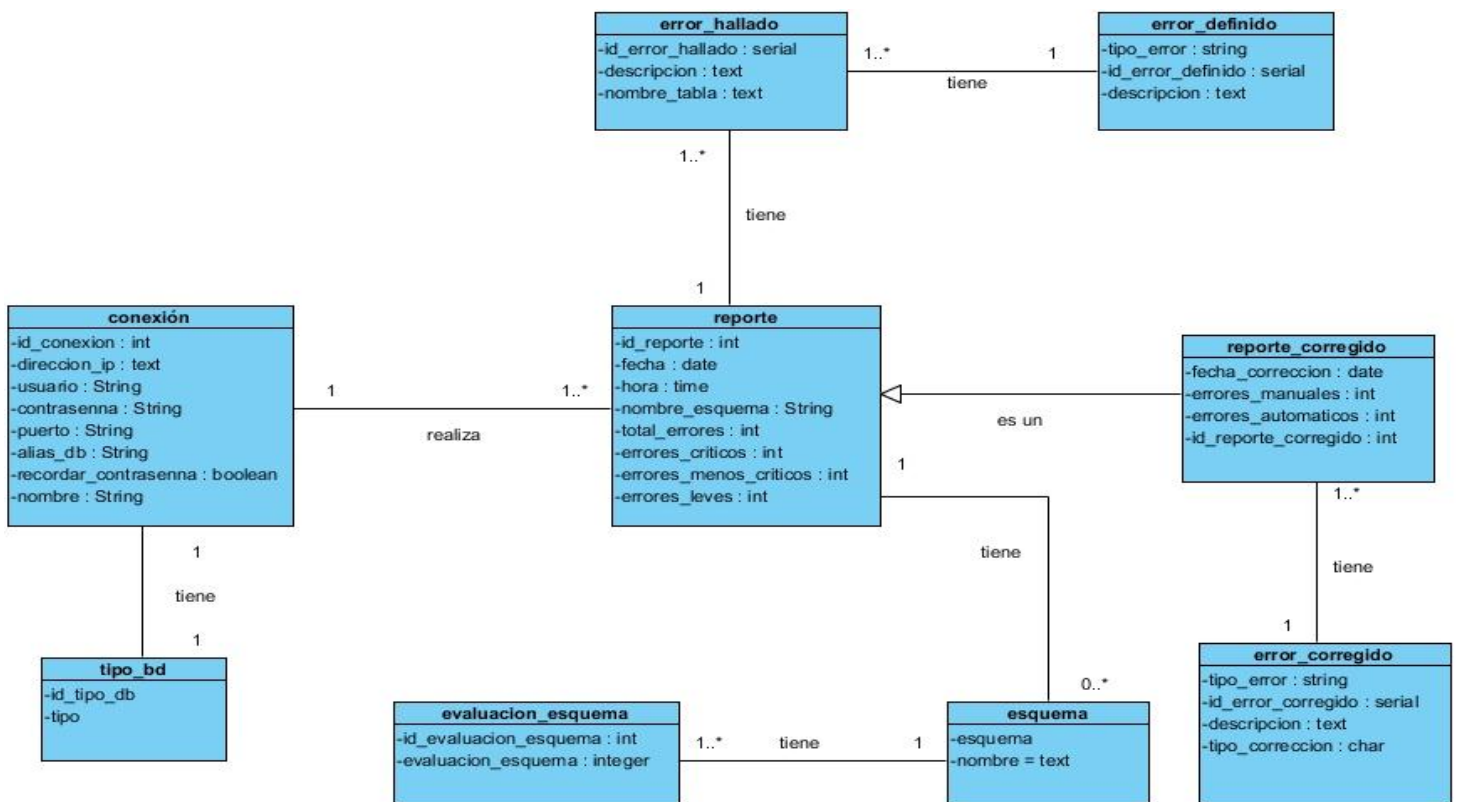 error_hallado
-id_error_hallado : serial
-descripcion : text
-nombre_tabla : text
1..*
1
tiene
error_definido
-tipo_error : string
-id_error_definido : serial
-descripcion : text
1..*
tiene
1
conexión
-id_conexion : int
-direccion_ip : text
-usuario : String
-contrasenna : String
-puerto : String
-alias_db : String
-recordar_contrasenna : boolean
-nombre : String
1
1..*
realiza
reporte
-id_reporte : int
-fecha : date
-hora : time
-nombre_esquema : String
-total_errores : int
-errores_criticos : int
-errores_menos_criticos : int
-errores_leves : int
es un
reporte_corregido
-fecha_correccion : date
-errores_manuales : int
-errores_automaticos : int
-id_reporte_corregido : int
1
tiene
0..*
1..*
tiene
1
1
tiene
1
tipo_bd
-id_tipo_db
-tipo
evaluacion_esquema
-id_evaluacion_esquema : int
-evaluacion_esquema : integer
1..*
tiene
1
esquema
-esquema
-nombre = text
error_corregido
-tipo_error : string
-id_error_corregido : serial
-descripcion : text
-tipo_correccion : char